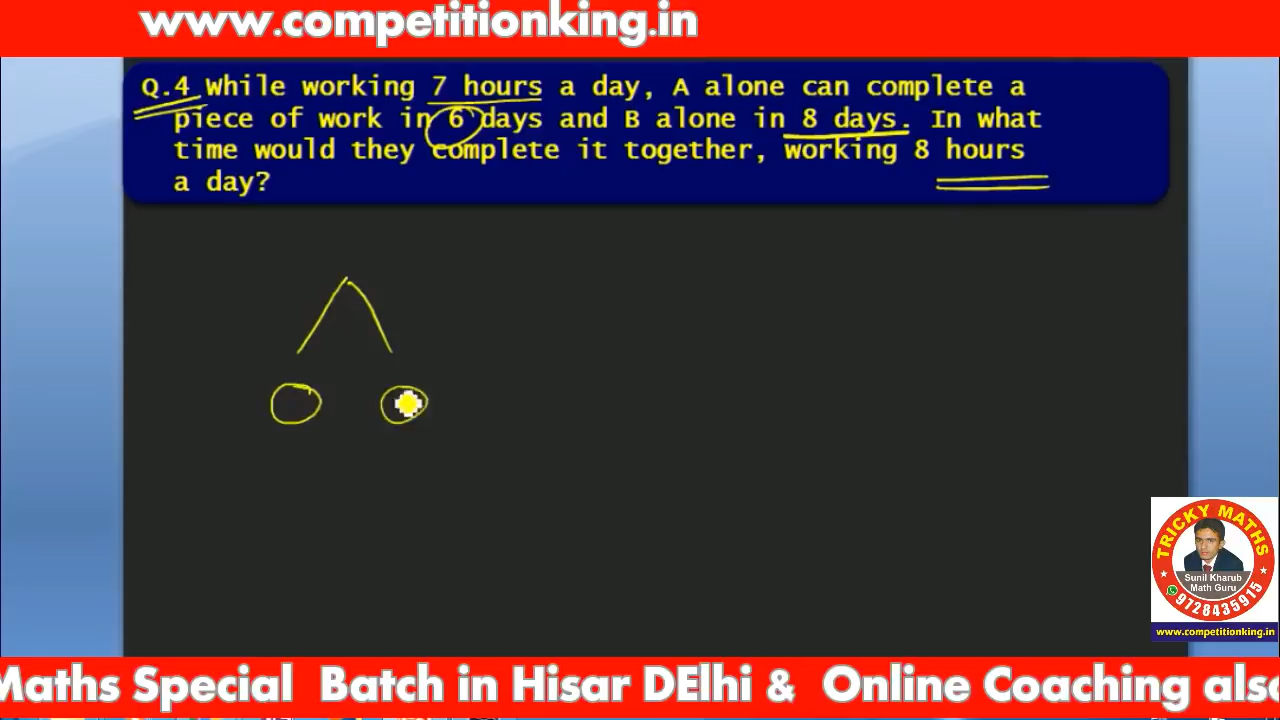 www.competitionking.in
Q.4 While working 7 hours a day, A alone can complete a
piece of work in 6 days and B alone in 8 days. In what
time would they complete it together, working 8 hours
a day?
TRICKY MATHS
Sunil Kharub
Math Guru
9728435915
www.competitionking.in
Maths Special Batch in Hisar DElhi & Online Coaching also